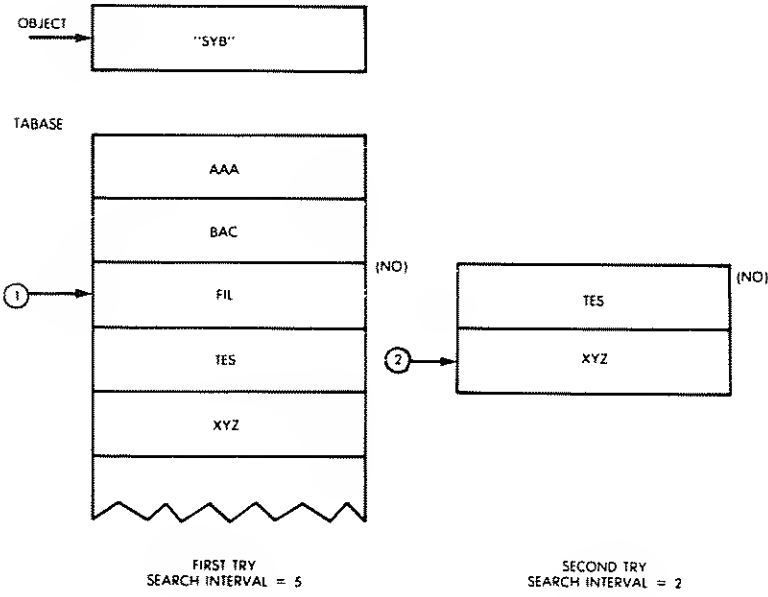 OBJECT
"SYB"
TABASE
AAA
BAC
(NO)
1
FIL
TES
XYZ
(NO)
TES
2
XYZ
FIRST TRY
SEARCH INTERVAL = 5
SECOND TRY
SEARCH INTERVAL = 2